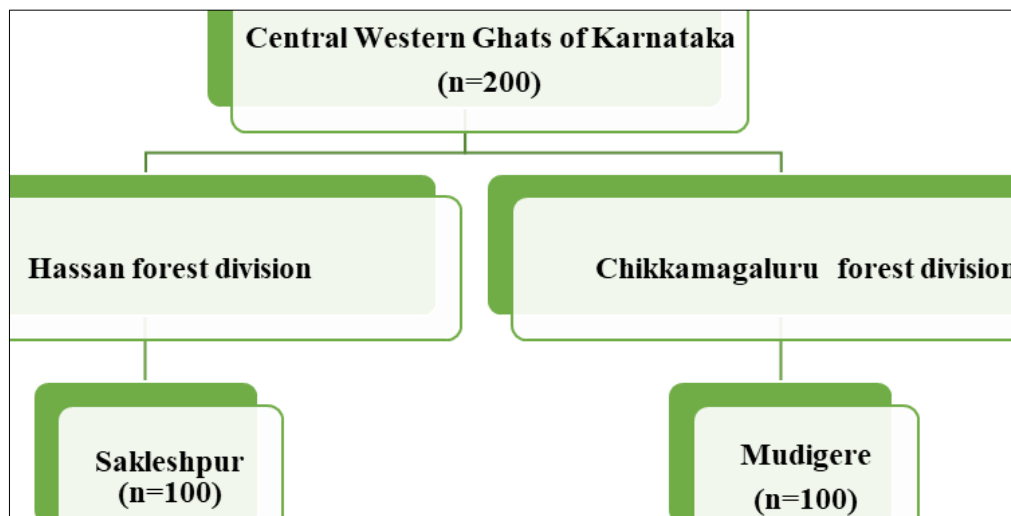 Central Western Ghats of Karnataka
(n=200)
Hassan forest division
Chikkamagaluru forest division
Sakleshpur
(n=100)
Mudigere
(n=100)